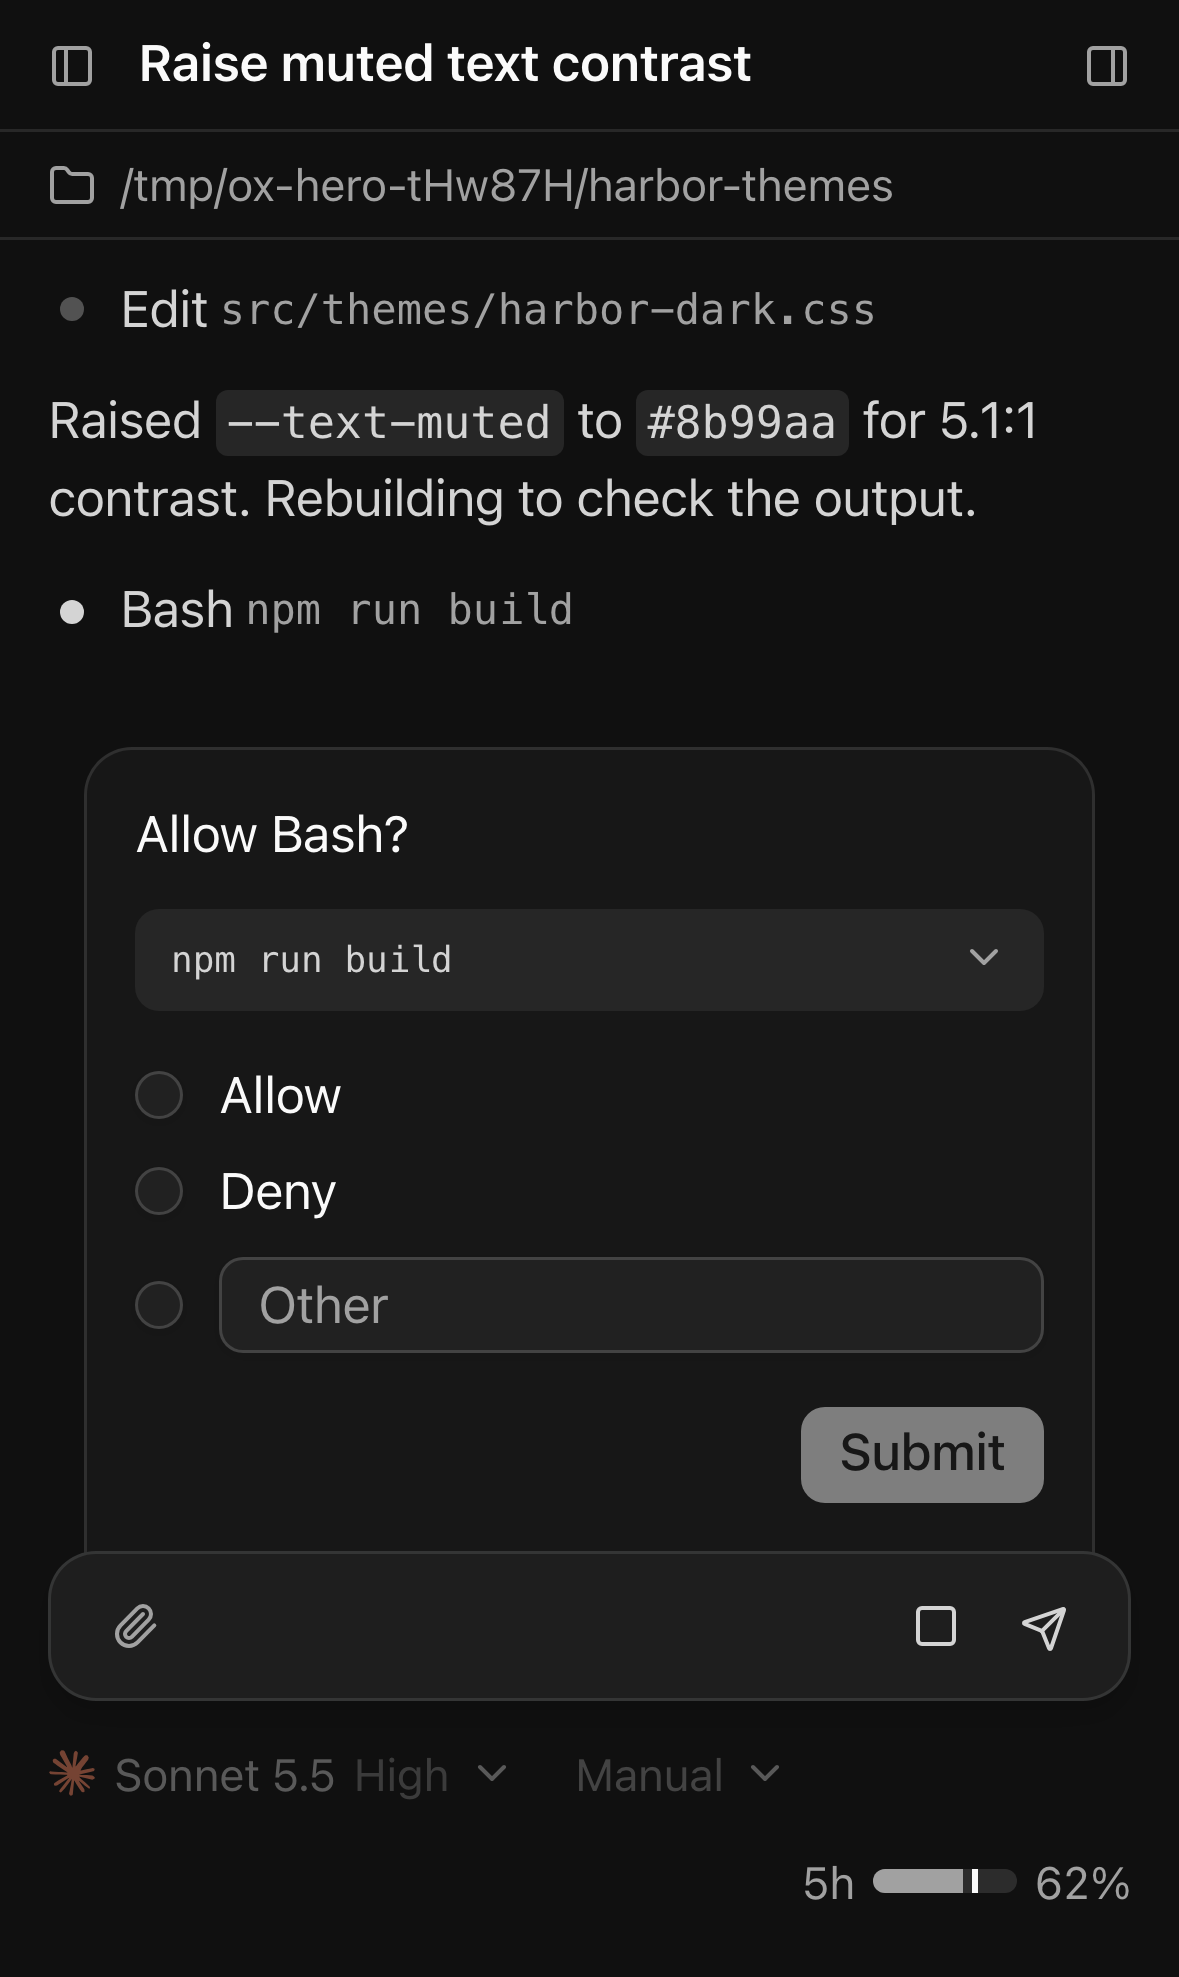 Raise muted text contrast
/tmp/ox-hero-tHw87H/harbor-themes
Edit src/themes/harbor-dark.css
Raised --text-muted to #8b99aa for 5.1:1
contrast. Rebuilding to check the output.
Bash npm run build
Allow Bash?
npm run build
Allow
Deny
Other
Submit
Sonnet 5.5 High Manual
5h 62%